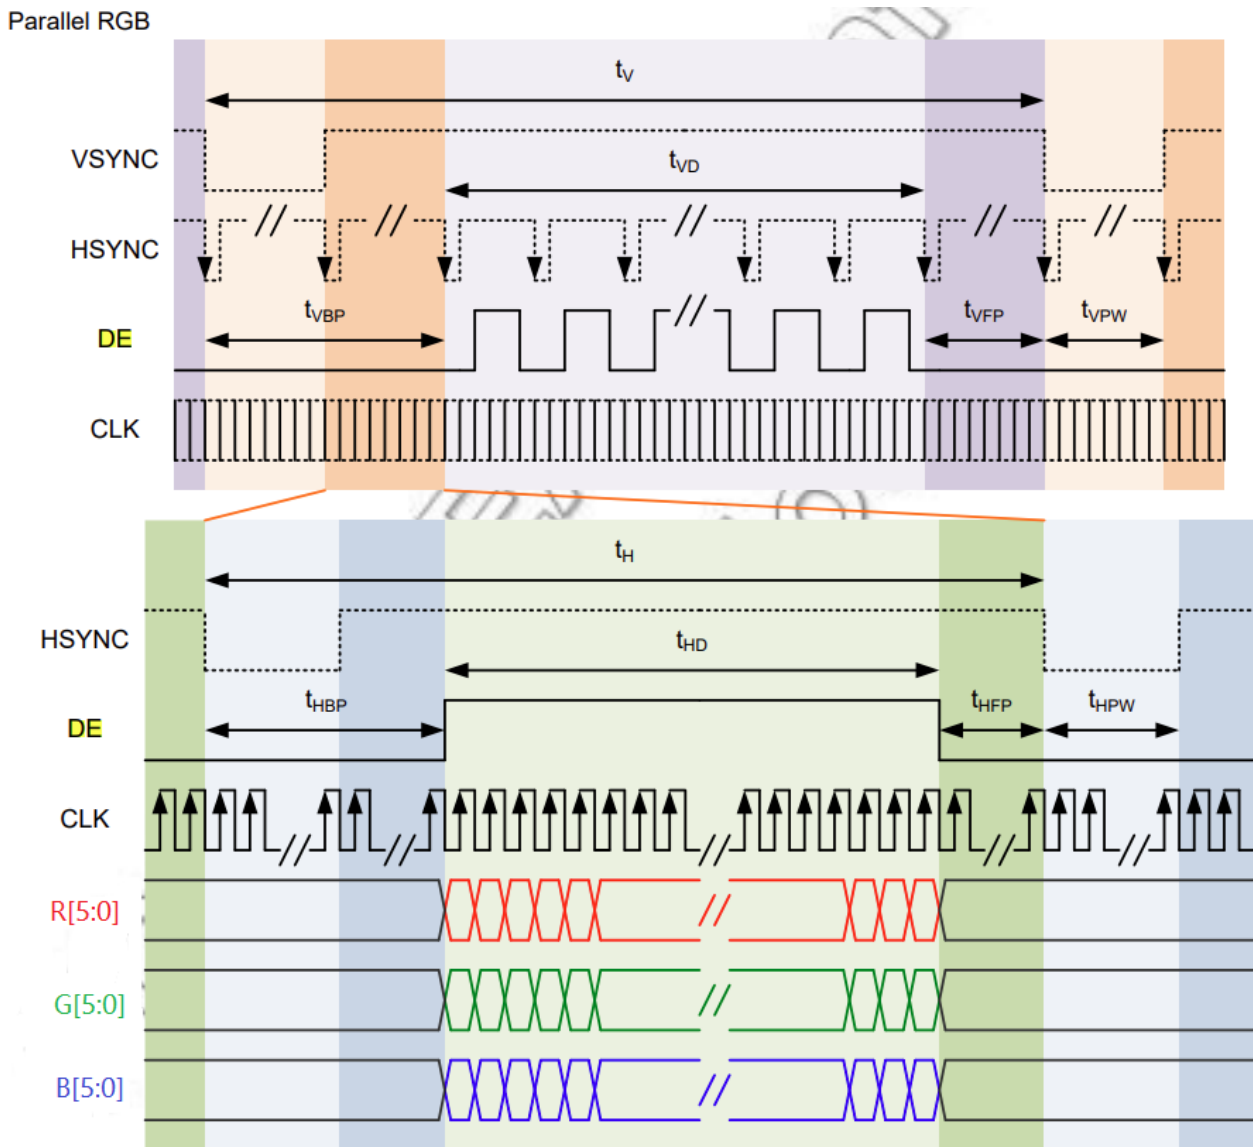 Parallel RGB
tV
VSYNC
tVD
HSYNC
tVBP
tVFP
tVPW
DE
CLK
tH
HSYNC
tHD
tHBP
tHFP
tHPW
DE
CLK
R[5:0]
G[5:0]
B[5:0]